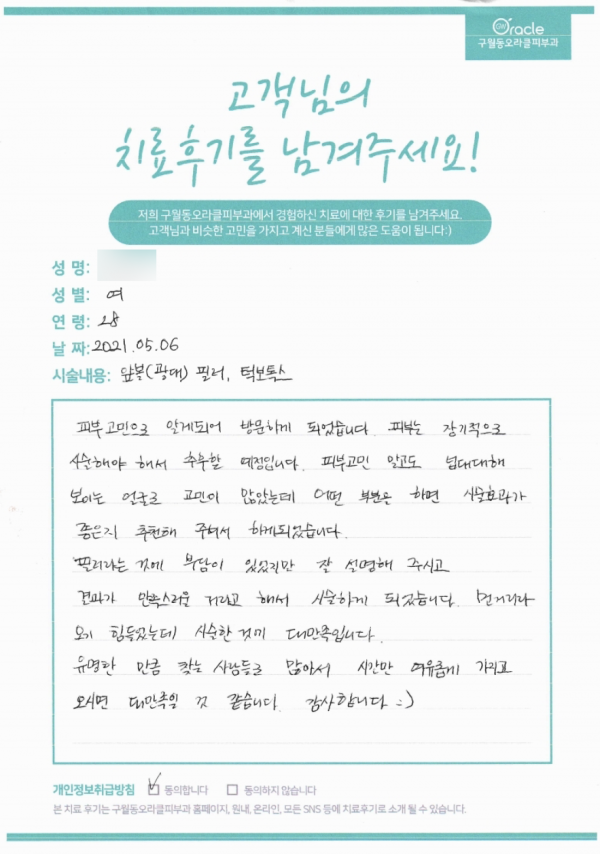 Oracle
구월동오라클피부과
고객님의
치료후기를 남겨주세요!
저희 구월동오라클피부과에서 경험하신 치료에 대한 후기를 남겨주세요.
고객님과 비슷한 고민을 가지고 계신 분들에게 많은 도움이 됩니다:)
성 명:
성 별: 여
연 령: 28
날 짜: 2021.05.06
시술내용: 앞볼(광대) 필러, 턱보톡스
피부고민으로 알게되어 방문하게 되었습니다. 피부는 장기적으로
시술해야 해서 추후할 예정입니다. 피부고민 말고도 넙대대해
보이는 얼굴로 고민이 많았는데 어떤 부분을 하면 시술효과가
좋은지 추천해 주셔서 하게되었습니다.
필러라는 것에 부담이 있었지만 잘 설명해 주시고
결과가 만족스러울 거라고 해서 시술하게 되었습니다. 먼거리라
오기 힘들었는데 시술한 것께 대만족입니다.
유명한 만큼 찾는 사람들로 많아서 시간만 여유롭게 가지고
오시면 대만족일 것 같습니다. 감사합니다 :)
개인정보취급방침 ☑ 동의합니다 ☐ 동의하지 않습니다
본 치료 후기는 구월동오라클피부과 홈페이지, 원내, 온라인, 모든 SNS 등에 치료후기로 소개 될 수 있습니다.